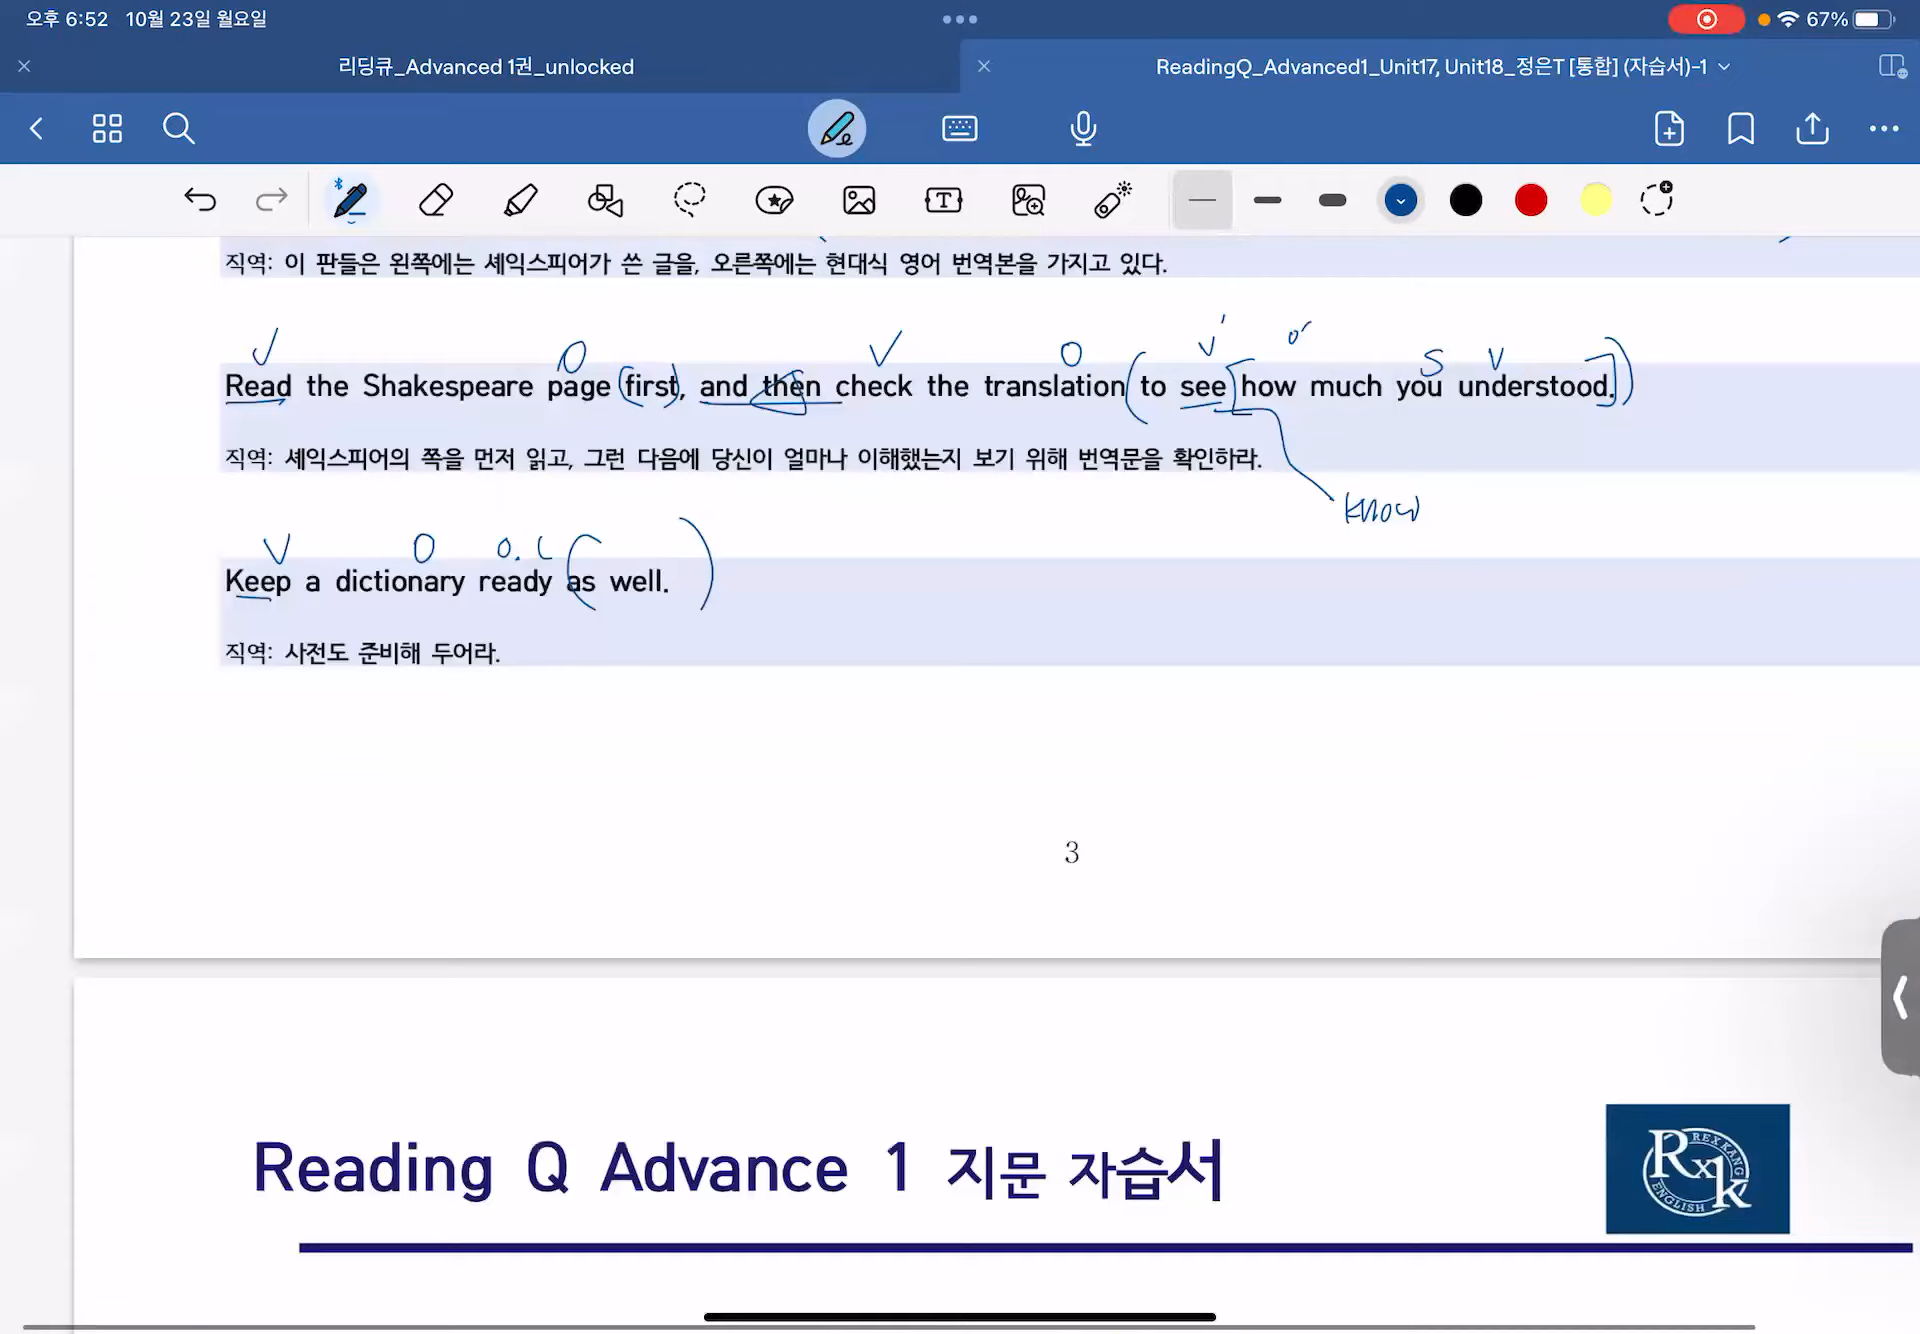 오후 6:52 10월 23일 월요일
67%
리딩큐_Advanced 1권_unlocked
ReadingQ_Advanced1_Unit17, Unit18_정은T [통합] (자습서)-1
직역: 이 판들은 왼쪽에는 셰익스피어가 쓴 글을, 오른쪽에는 현대식 영어 번역본을 가지고 있다.
V O V O V' O' S V
Read the Shakespeare page (first), and then check the translation (to see [how much you understood.])
직역: 셰익스피어의 쪽을 먼저 읽고, 그런 다음에 당신이 얼마나 이해했는지 보기 위해 번역문을 확인하라.
know
V O O.C
Keep a dictionary ready (as well.)
직역: 사전도 준비해 두어라.
3
Reading Q Advance 1 지문 자습서
REX KANG
RxK
ENGLISH